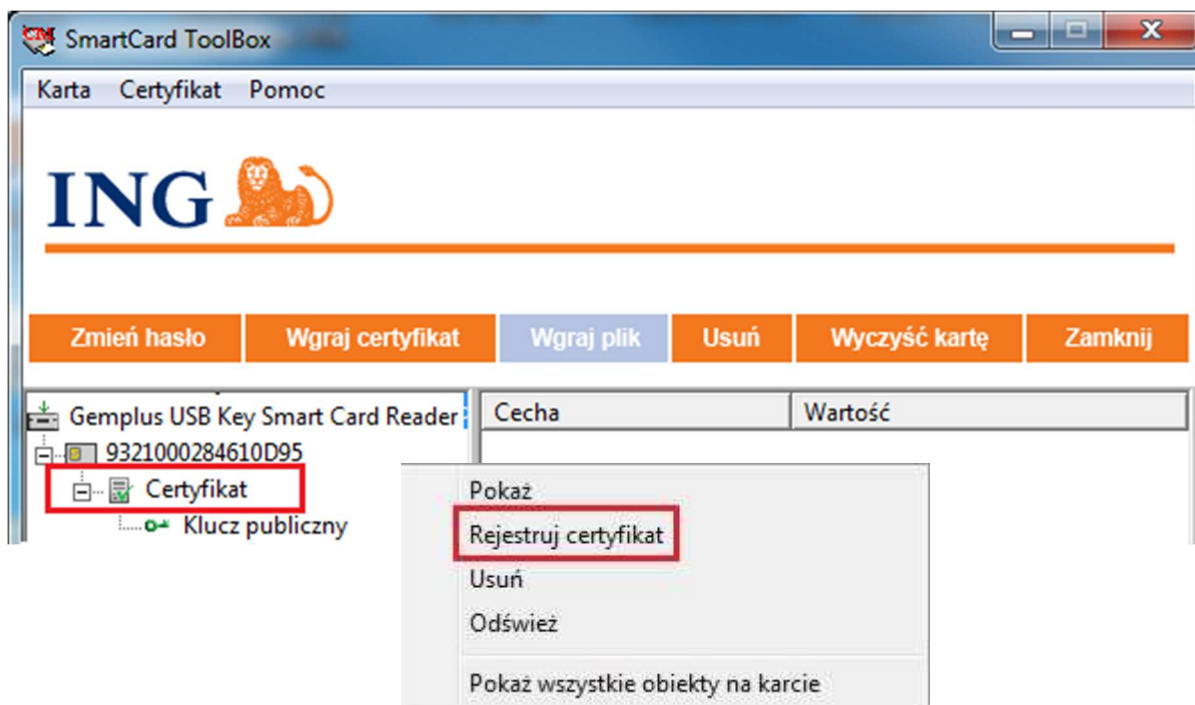 SmartCard ToolBox
Karta Certyfikat Pomoc
ING
Zmień hasło Wgraj certyfikat Wgraj plik Usuń Wyczyść kartę Zamknij
Gemplus USB Key Smart Card Reader Cecha Wartość
9321000284610D95
Certyfikat
Klucz publiczny
Pokaż
Rejestruj certyfikat
Usuń
Odśwież
Pokaż wszystkie obiekty na karcie